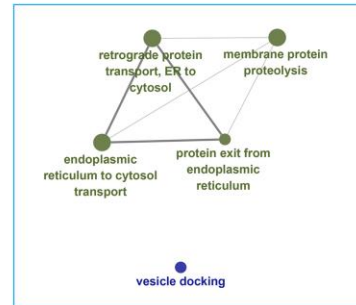 retrograde protein
transport, ER to
cytosol
membrane protein
proteolysis
endoplasmic
reticulum to cytosol
transport
protein exit from
endoplasmic
reticulum
vesicle docking